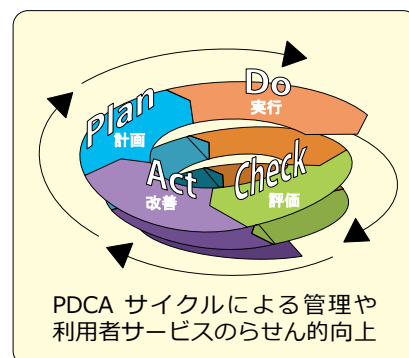 Plan
計画
Do
実行
Check
評価
Act
改善
PDCA サイクルによる管理や
利用者サービスのらせん的向上